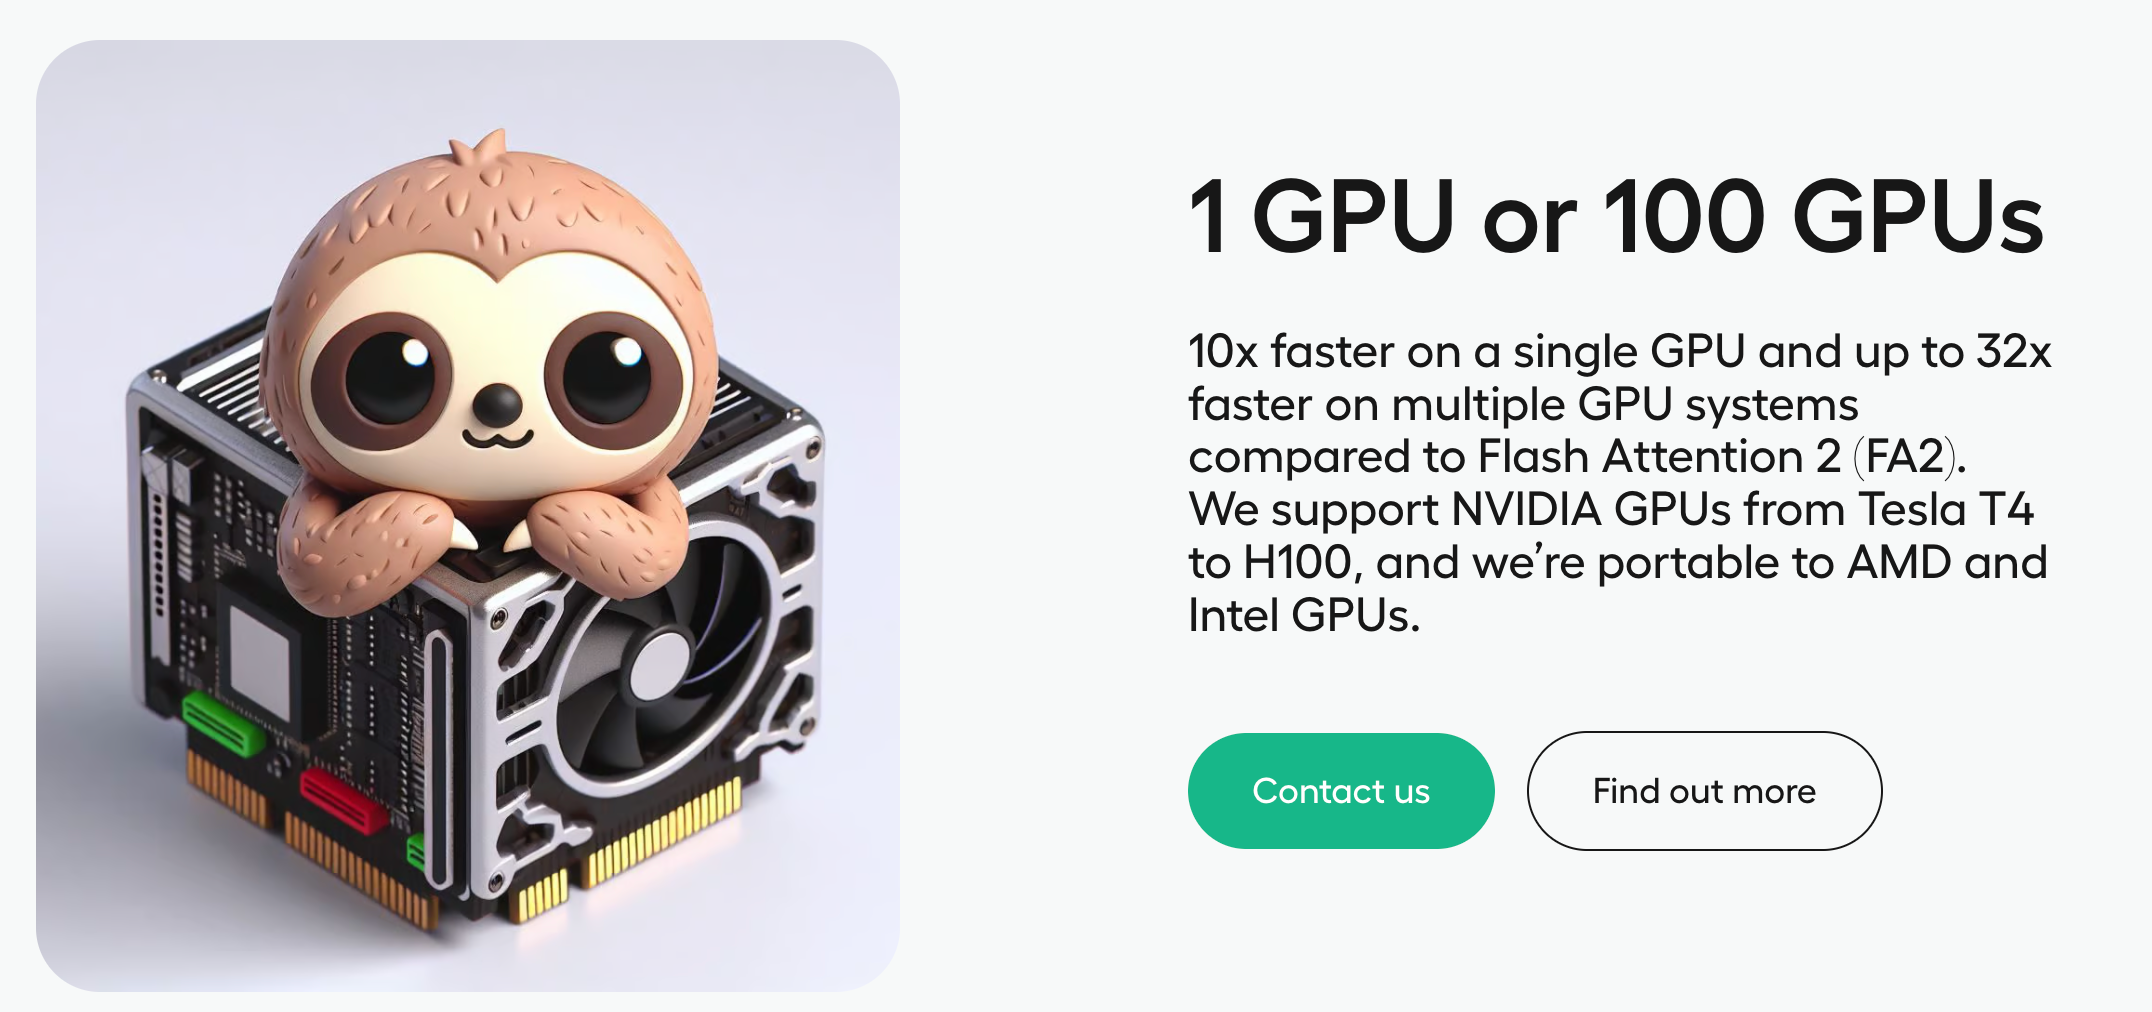 1 GPU or 100 GPUs
10x faster on a single GPU and up to 32x
faster on multiple GPU systems
compared to Flash Attention 2 (FA2).
We support NVIDIA GPUs from Tesla T4
to H100, and we’re portable to AMD and
Intel GPUs.
Contact us
Find out more